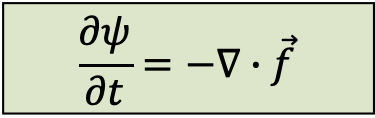 ∂ψ/∂t = −∇ · f⃗